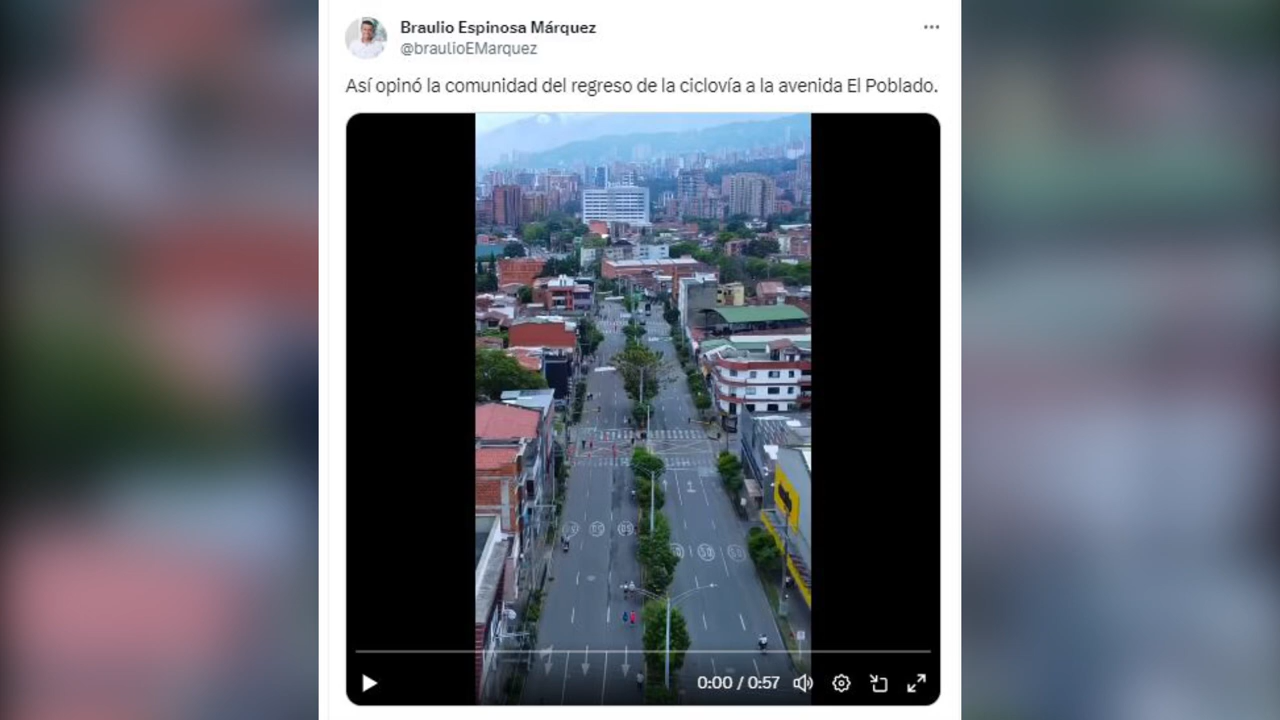 Braulio Espinosa Márquez
@braulioEMarquez
Así opinó la comunidad del regreso de la ciclovía a la avenida El Poblado.
0:00 / 0:57